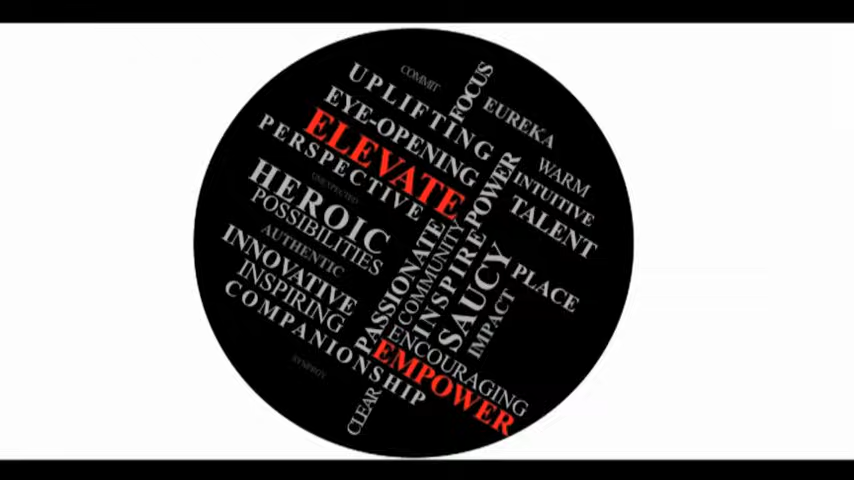 COMMIT
FOCUS
UPLIFTING
EUREKA
EYE-OPENING
ELEVATE
PERSPECTIVE
WARM
INTUITIVE
POWER
TALENT
UNEXPECTED
HEROIC
POSSIBILITIES
AUTHENTIC
INNOVATIVE
INSPIRING
COMPANIONSHIP
PASSIONATE
COMMUNITY
INSPIRE
SAUCY
IMPACT
PLACE
ENCOURAGING
EMPOWER
SYNERGY
CLEAR